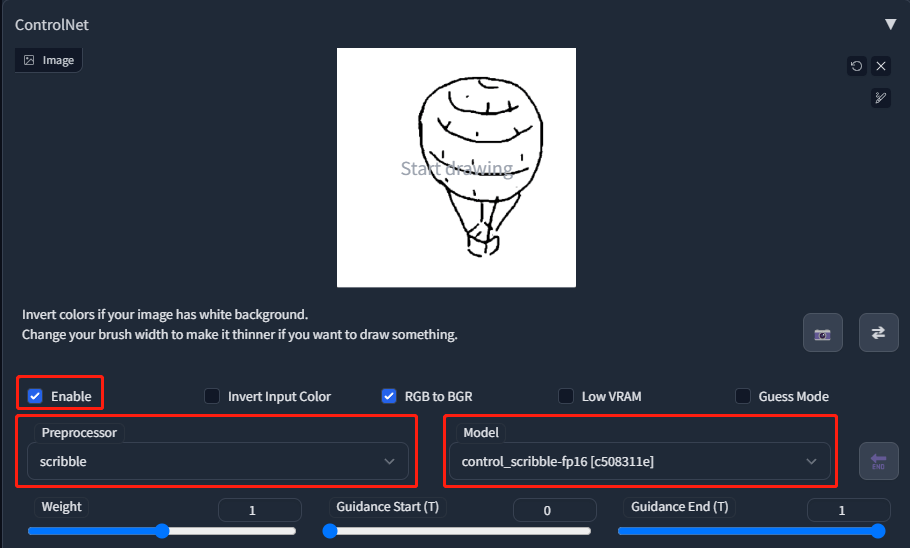 ControlNet
Image
Start drawing
Invert colors if your image has white background.
Change your brush width to make it thinner if you want to draw something.
Enable
Invert Input Color
RGB to BGR
Low VRAM
Guess Mode
Preprocessor
scribble
Model
control_scribble-fp16 [c508311e]
END
Weight
1
Guidance Start (T)
0
Guidance End (T)
1